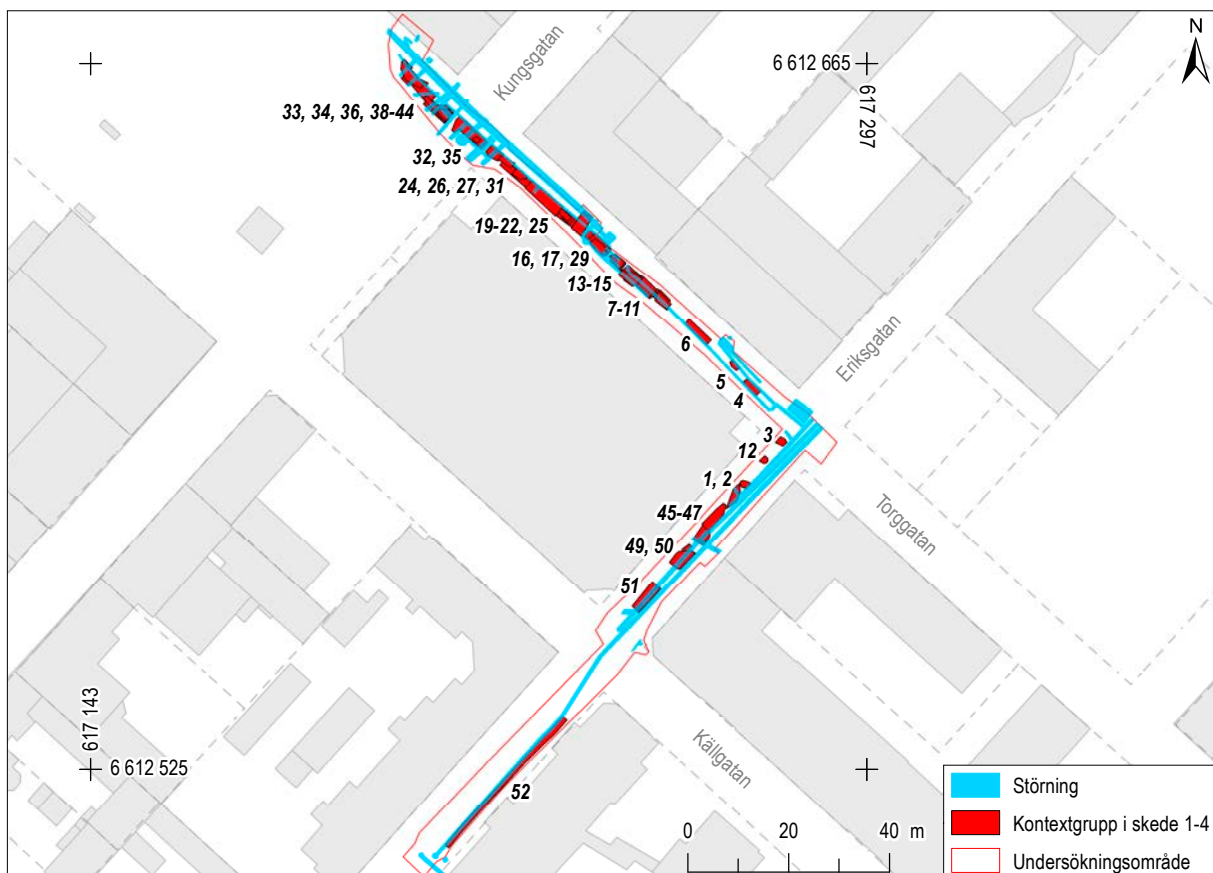 N
Kungsgatan
6 612 665
617 297
33, 34, 36, 38-44
32, 35
24, 26, 27, 31
19-22, 25
16, 17, 29
13-15
7-11
6
Eriksgatan
5
4
3
12
1, 2
45-47
Torggatan
49, 50
51
617 143
6 612 525
Källgatan
52
0 20 40 m
Störning
Kontextgrupp i skede 1-4
Undersökningsområde